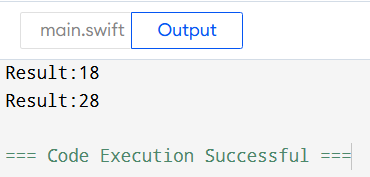 main.swift Output
Result:18
Result:28
=== Code Execution Successful ===